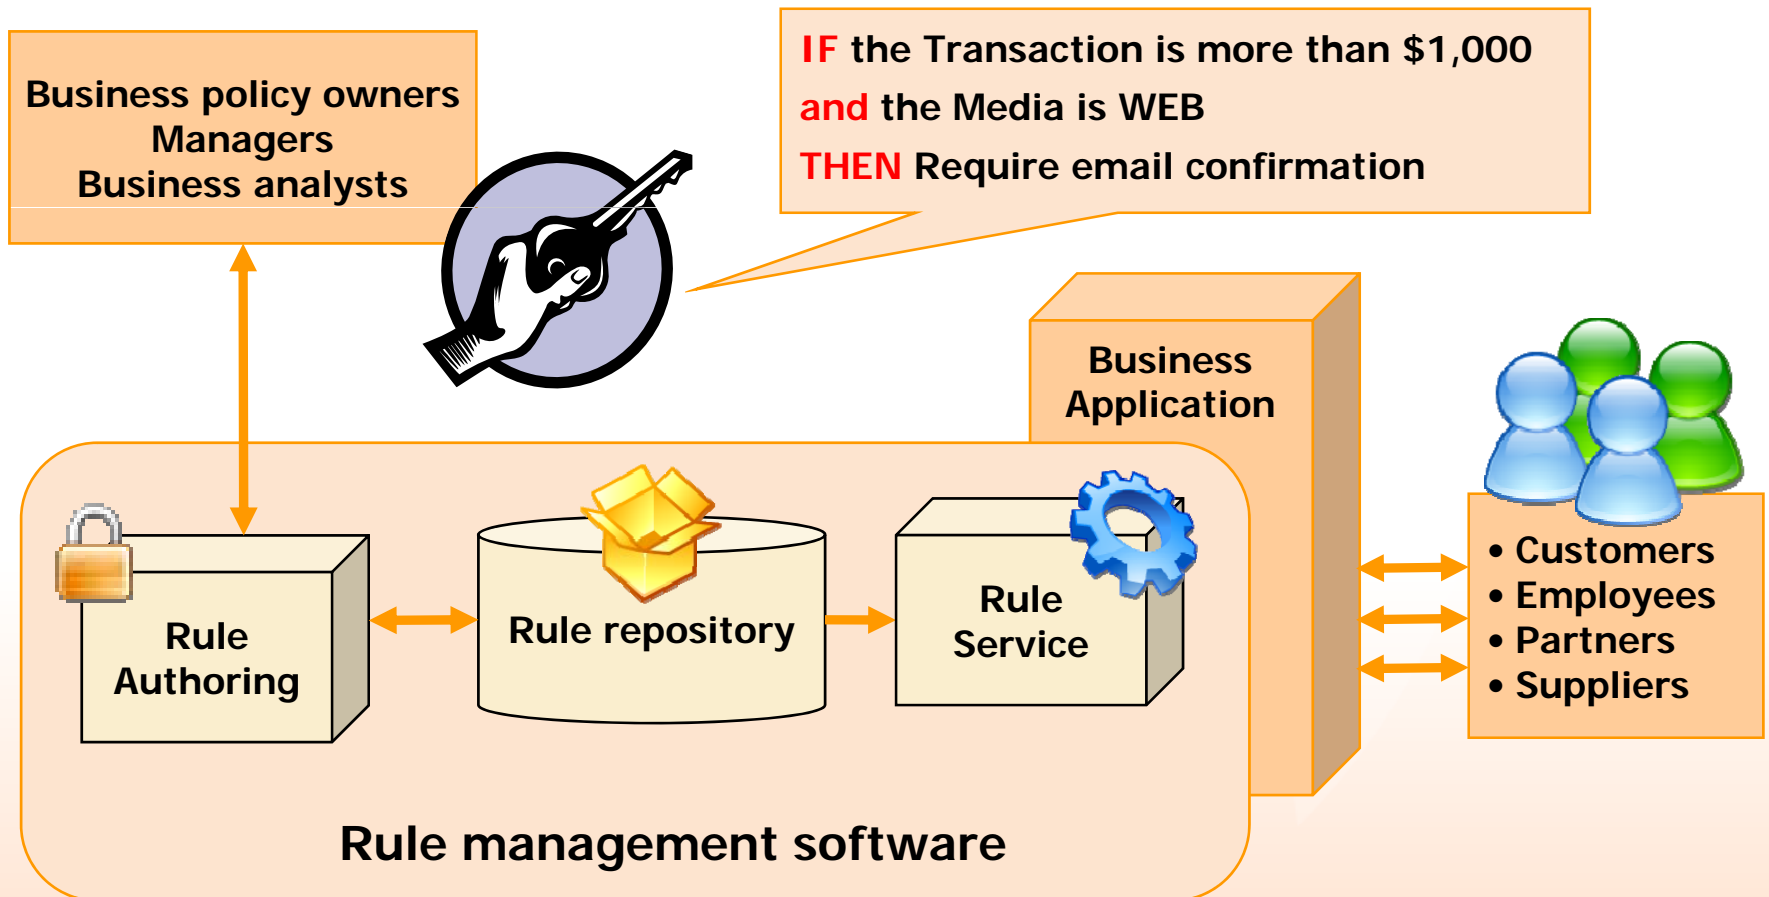 Business policy owners
Managers
Business analysts
IF the Transaction is more than $1,000
and the Media is WEB
THEN Require email confirmation
Business
Application
• Customers
• Employees
• Partners
• Suppliers
Rule
Authoring
Rule repository
Rule
Service
Rule management software